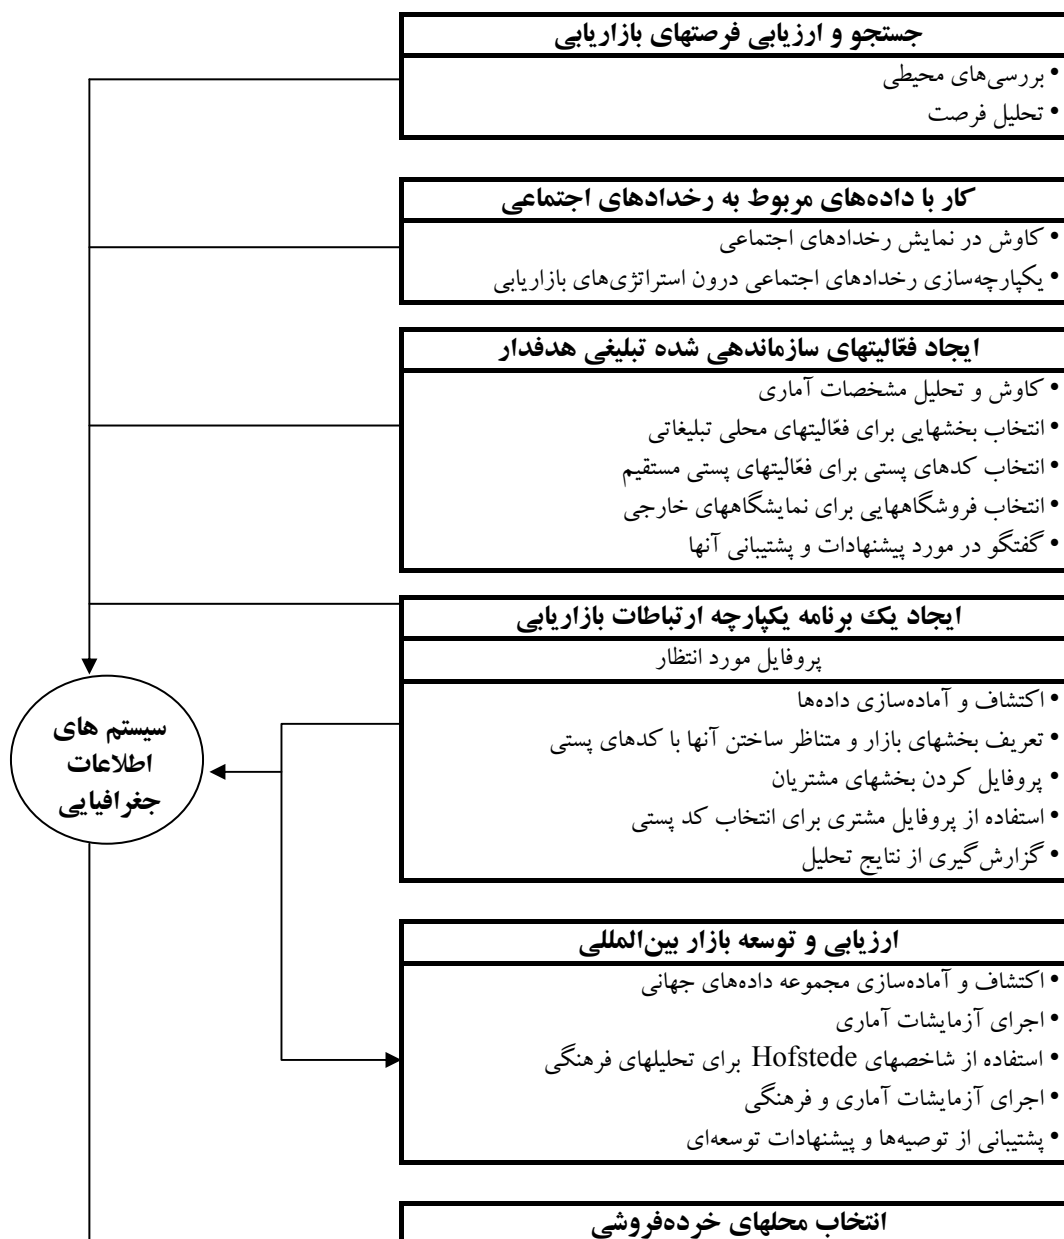 جستجو و ارزیابی فرصتهای بازاریابی
• بررسی‌های محیطی
• تحلیل فرصت
کار با داده‌های مربوط به رخدادهای اجتماعی
• کاوش در نمایش رخدادهای اجتماعی
• یکپارچه‌سازی رخدادهای اجتماعی درون استراتژی‌های بازاریابی
ایجاد فعّالیتهای سازماندهی شده تبلیغی هدفدار
• کاوش و تحلیل مشخصات آماری
• انتخاب بخشهایی برای فعّالیتهای محلی تبلیغاتی
• انتخاب کدهای پستی برای فعّالیتهای پستی مستقیم
• انتخاب فروشگاههایی برای نمایشگاههای خارجی
• گفتگو در مورد پیشنهادات و پشتیبانی آنها
ایجاد یک برنامه یکپارچه ارتباطات بازاریابی
پروفایل مورد انتظار
• اکتشاف و آماده‌سازی داده‌ها
• تعریف بخشهای بازار و متناظر ساختن آنها با کدهای پستی
• پروفایل کردن بخشهای مشتریان
• استفاده از پروفایل مشتری برای انتخاب کد پستی
• گزارش‌گیری از نتایج تحلیل
سیستم های
اطلاعات
جغرافیایی
ارزیابی و توسعه بازار بین‌المللی
• اکتشاف و آماده‌سازی مجموعه داده‌های جهانی
• اجرای آزمایشات آماری
• استفاده از شاخصهای Hofstede برای تحلیلهای فرهنگی
• اجرای آزمایشات آماری و فرهنگی
• پشتیبانی از توصیه‌ها و پیشنهادات توسعه‌ای
انتخاب محلهای خرده‌فروشی